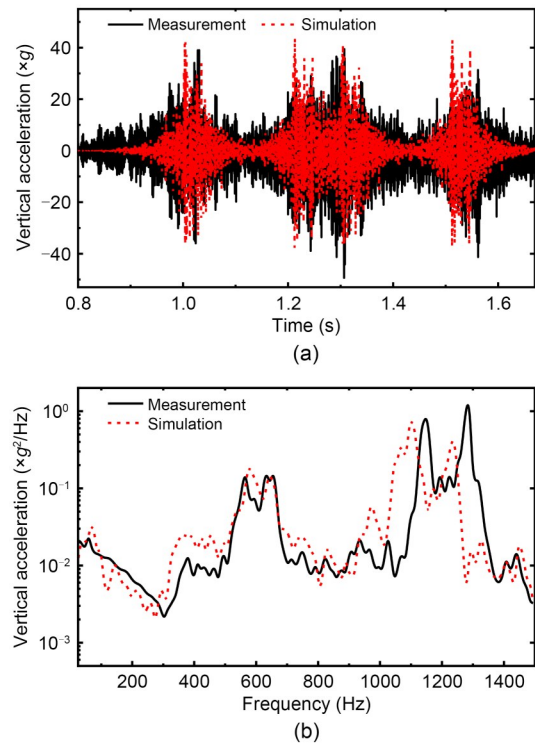 Measurement Simulation
Vertical acceleration (×g)
40
20
0
−20
−40
0.8 1.0 1.2 1.4 1.6
Time (s)
(a)
Measurement
Simulation
Vertical acceleration (×g²/Hz)
10⁰
10⁻¹
10⁻²
10⁻³
200 400 600 800 1000 1200 1400
Frequency (Hz)
(b)